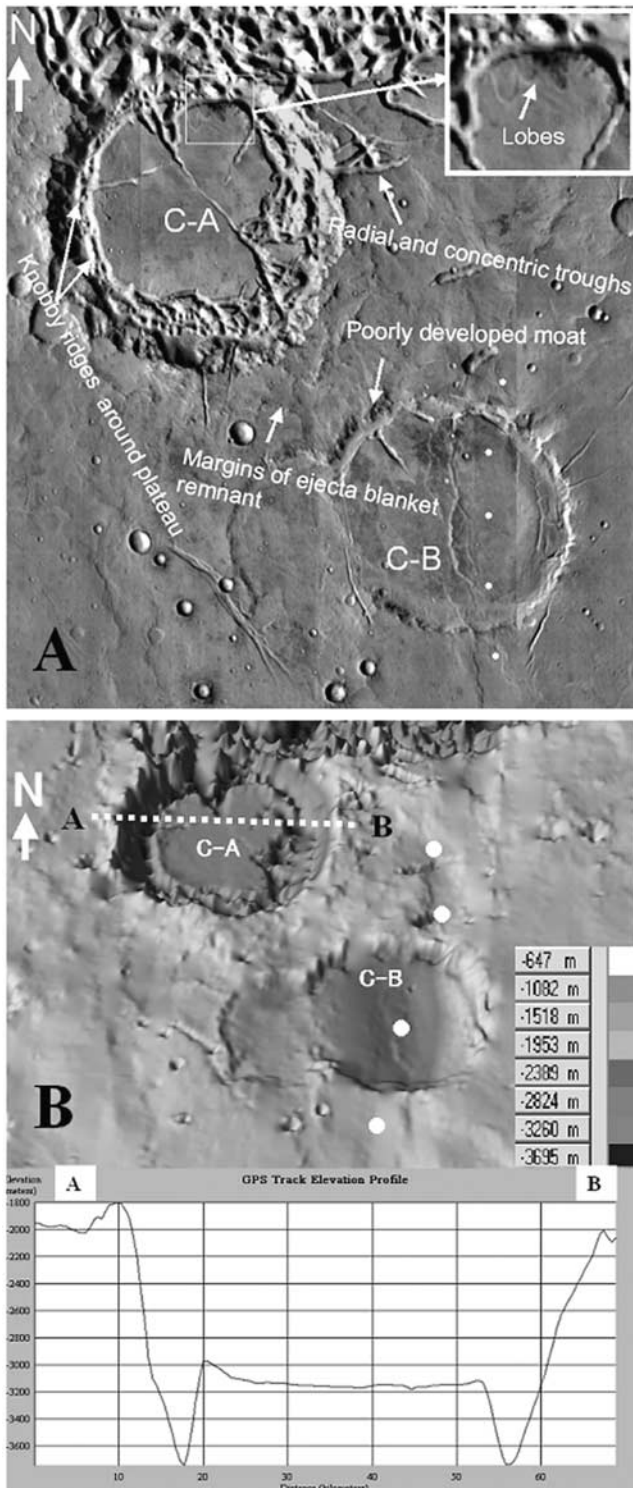 N
C-A
Lobes
Radial and concentric troughs
Knobby ridges around plateau
Poorly developed moat
Margins of ejecta blanket
remnant
C-B
A
N
A
B
C-A
C-B
-647 m
-1082 m
-1518 m
-1953 m
-2389 m
-2824 m
-3260 m
-3695 m
B
A
GPS Track Elevation Profile
B
-1800
-2000
-2200
-2400
-2600
-2800
-3000
-3200
-3400
-3600
10
20
30
40
50
60